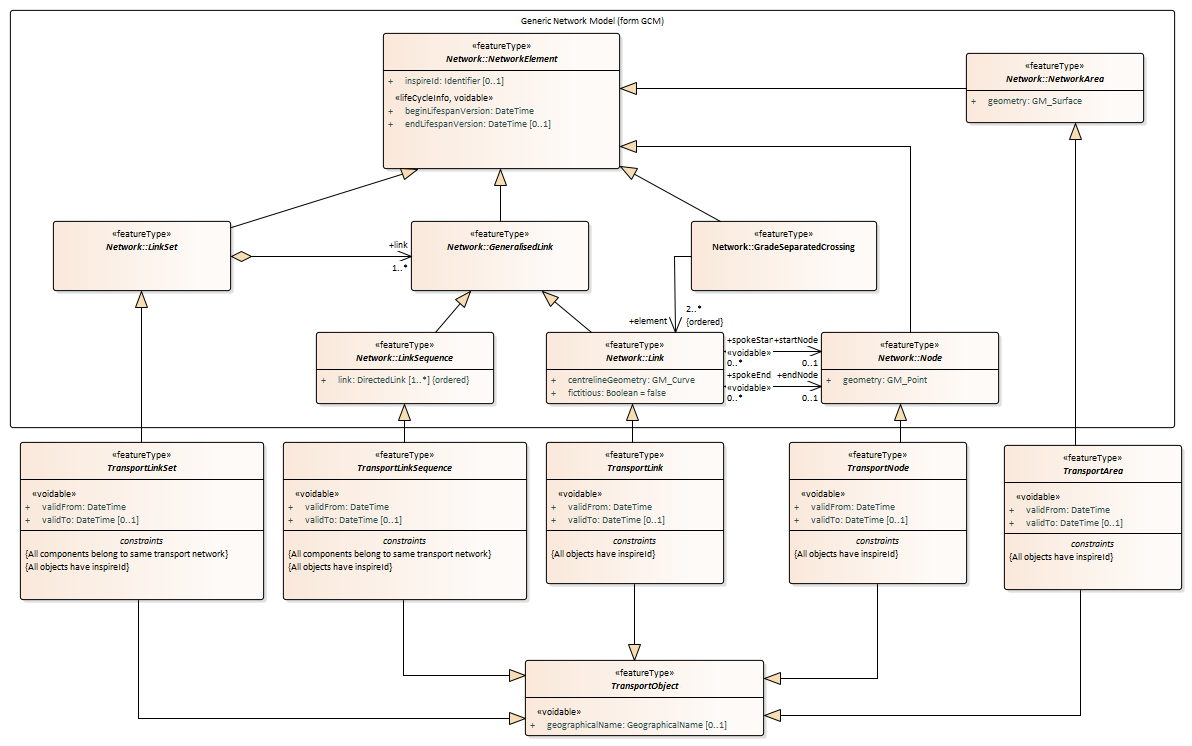 Generic Network Model (form GCM)
«featureType»
Network::NetworkElement
+ inspireId: Identifier [0..1]
«lifeCycleInfo, voidable»
+ beginLifespanVersion: DateTime
+ endLifespanVersion: DateTime [0..1]
«featureType»
Network::NetworkArea
+ geometry: GM_Surface
«featureType»
Network::LinkSet
+link
1..*
«featureType»
Network::GeneralisedLink
«featureType»
Network::GradeSeparatedCrossing
+element
2..*
{ordered}
«featureType»
Network::LinkSequence
+ link: DirectedLink [1..*] {ordered}
«featureType»
Network::Link
+ centrelineGeometry: GM_Curve
+ fictitious: Boolean = false
+spokeStar+startNode
«voidable»
0..* 0..1
+spokeEnd +endNode
«voidable»
0..* 0..1
«featureType»
Network::Node
+ geometry: GM_Point
«featureType»
TransportLinkSet
«voidable»
+ validFrom: DateTime
+ validTo: DateTime [0..1]
constraints
{All components belong to same transport network}
{All objects have inspireId}
«featureType»
TransportLinkSequence
«voidable»
+ validFrom: DateTime
+ validTo: DateTime [0..1]
constraints
{All components belong to same transport network}
{All objects have inspireId}
«featureType»
TransportLink
«voidable»
+ validFrom: DateTime
+ validTo: DateTime [0..1]
constraints
{All objects have inspireId}
«featureType»
TransportNode
«voidable»
+ validFrom: DateTime
+ validTo: DateTime [0..1]
constraints
{All objects have inspireId}
«featureType»
TransportArea
«voidable»
+ validFrom: DateTime
+ validTo: DateTime [0..1]
constraints
{All objects have inspireId}
«featureType»
TransportObject
«voidable»
+ geographicalName: GeographicalName [0..1]